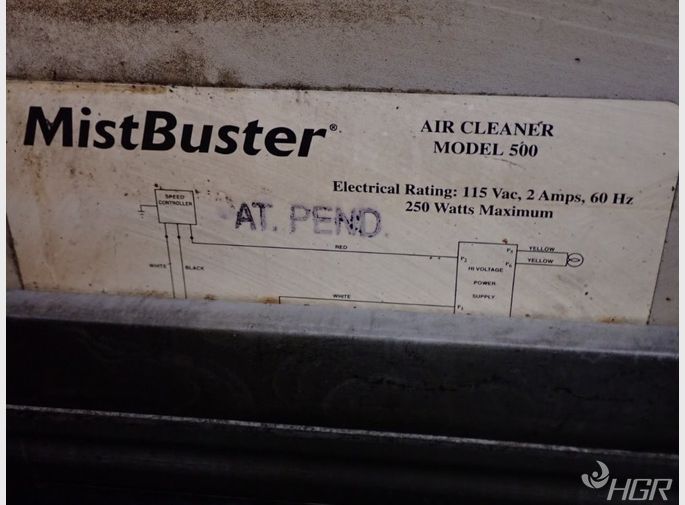 MistBuster®
AIR CLEANER
MODEL 500
Electrical Rating: 115 Vac, 2 Amps, 60 Hz
250 Watts Maximum
SPEED
CONTROLLER
AT. PEND.
RED
WHITE
BLACK
YELLOW
YELLOW
HI VOLTAGE
POWER
SUPPLY
WHITE
HGR